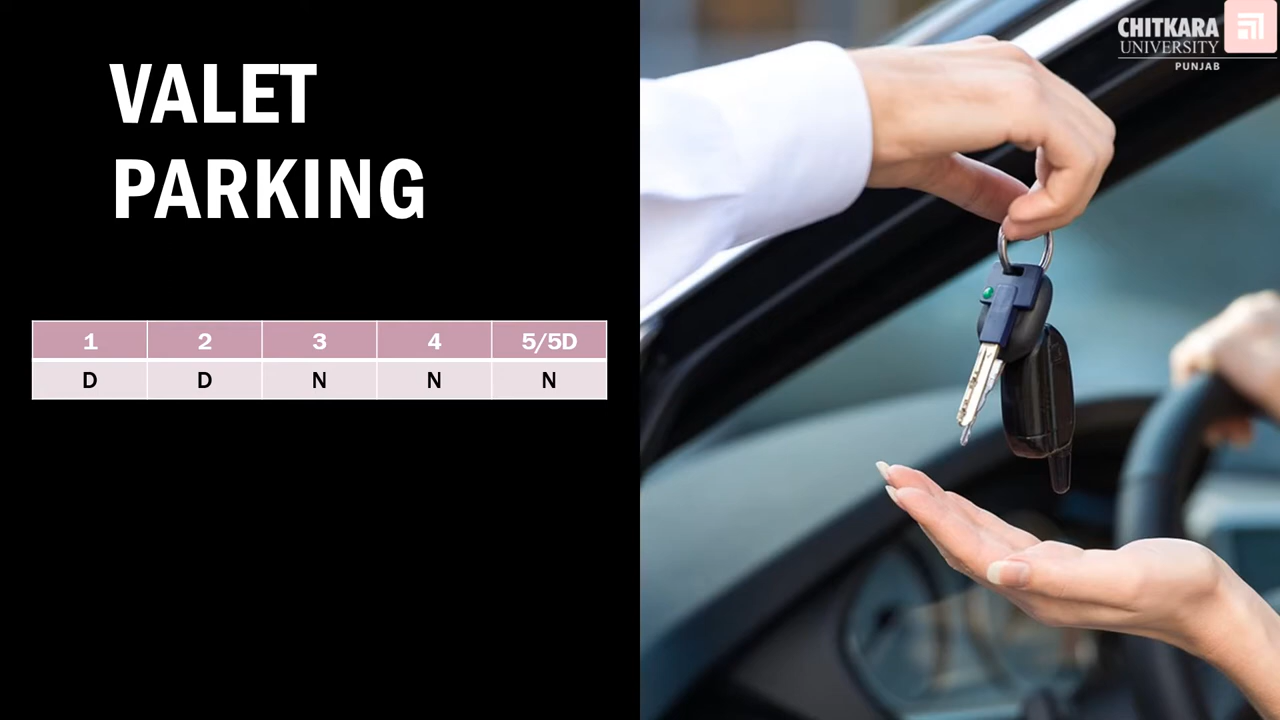 VALET
PARKING
1 2 3 4 5/5D
D D N N N
CHITKARA
UNIVERSITY
PUNJAB